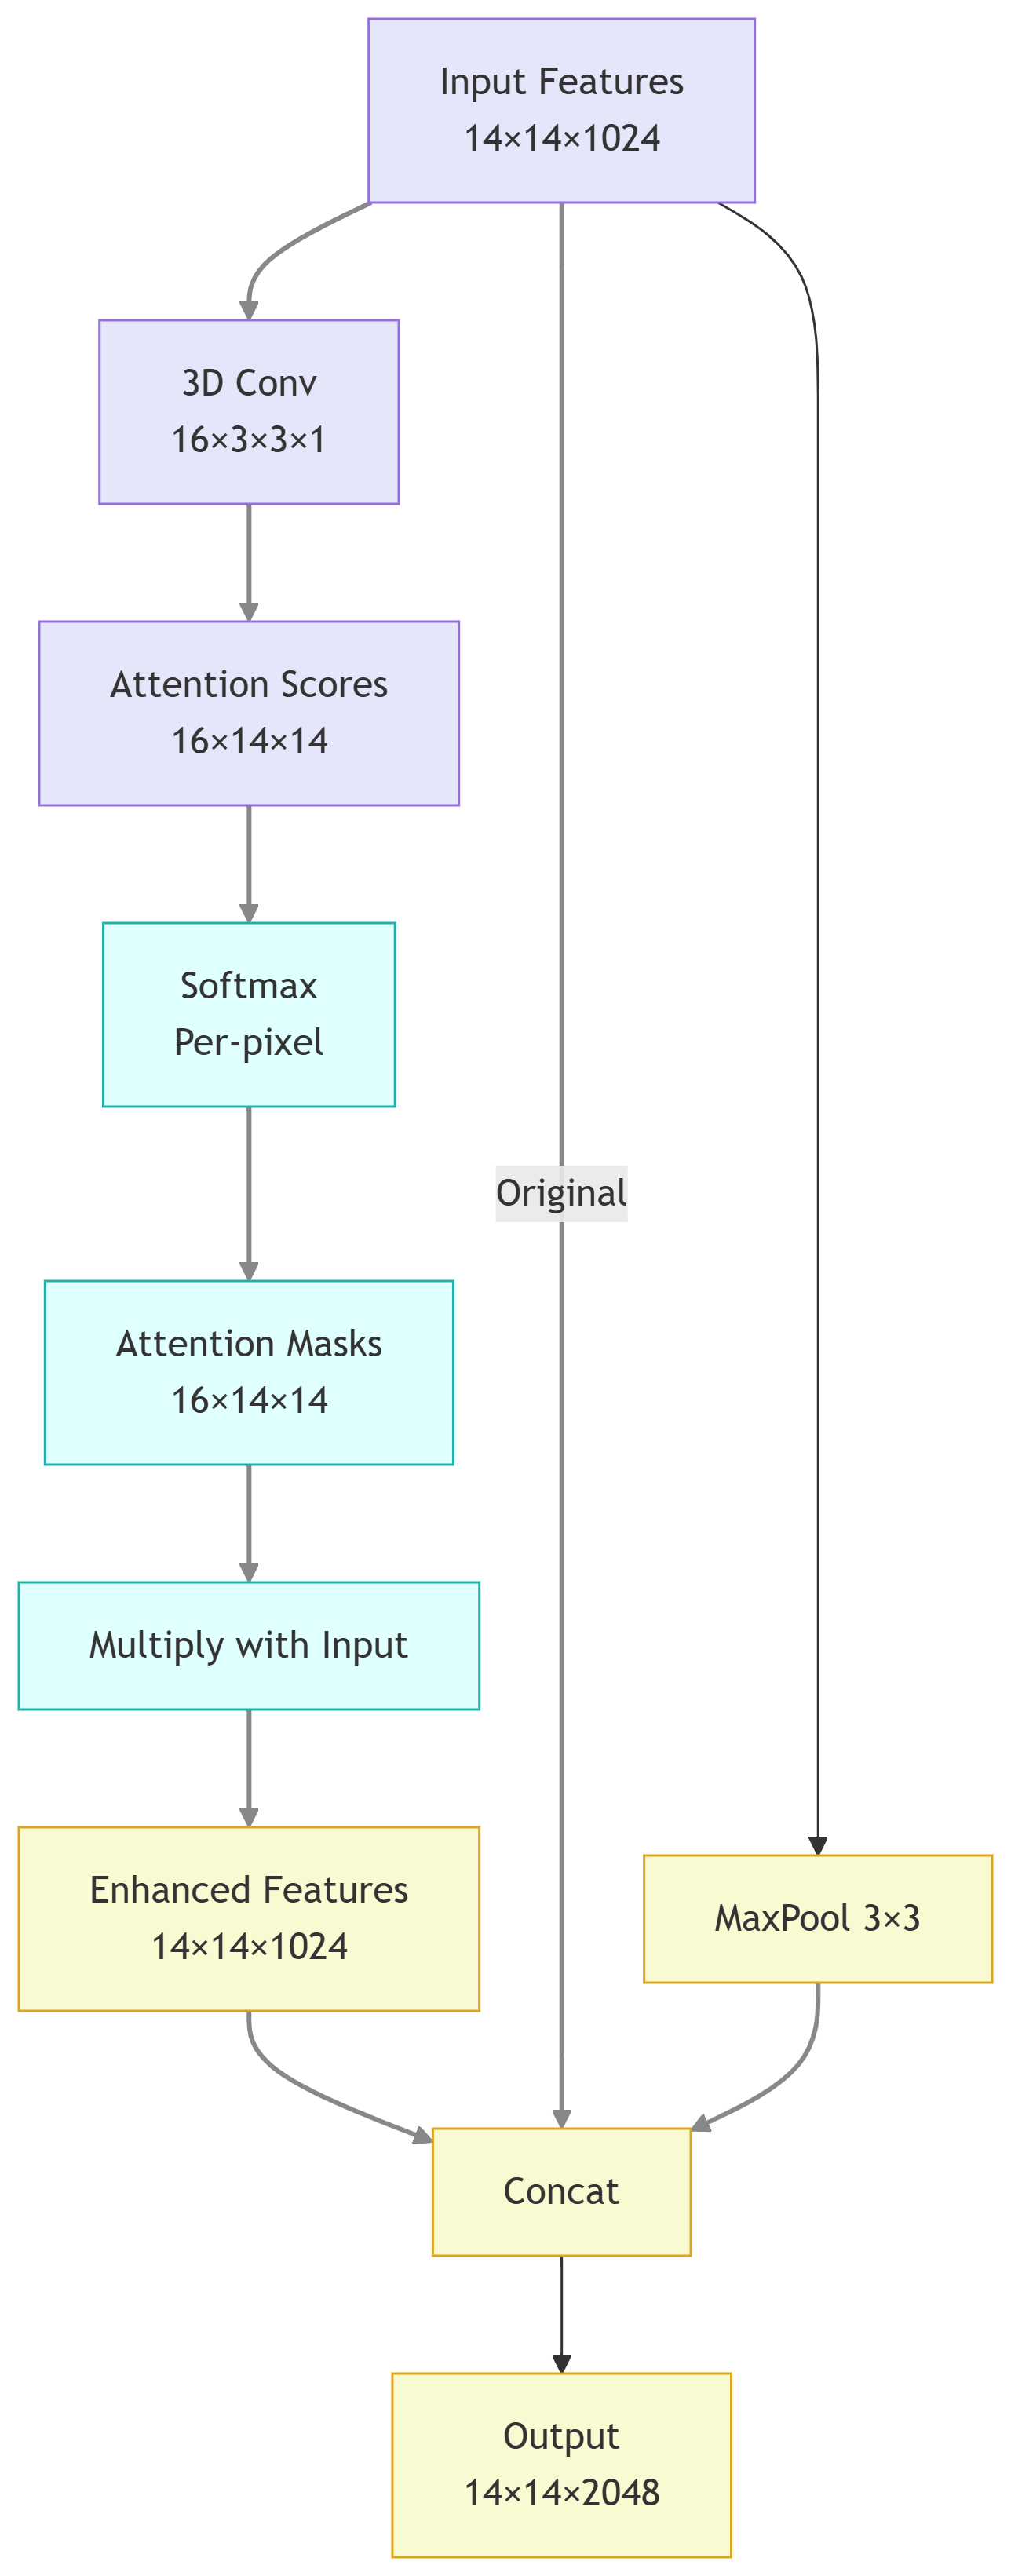 Input Features
14×14×1024
3D Conv
16×3×3×1
Attention Scores
16×14×14
Softmax
Per-pixel
Original
Attention Masks
16×14×14
Multiply with Input
Enhanced Features
14×14×1024
MaxPool 3×3
Concat
Output
14×14×2048